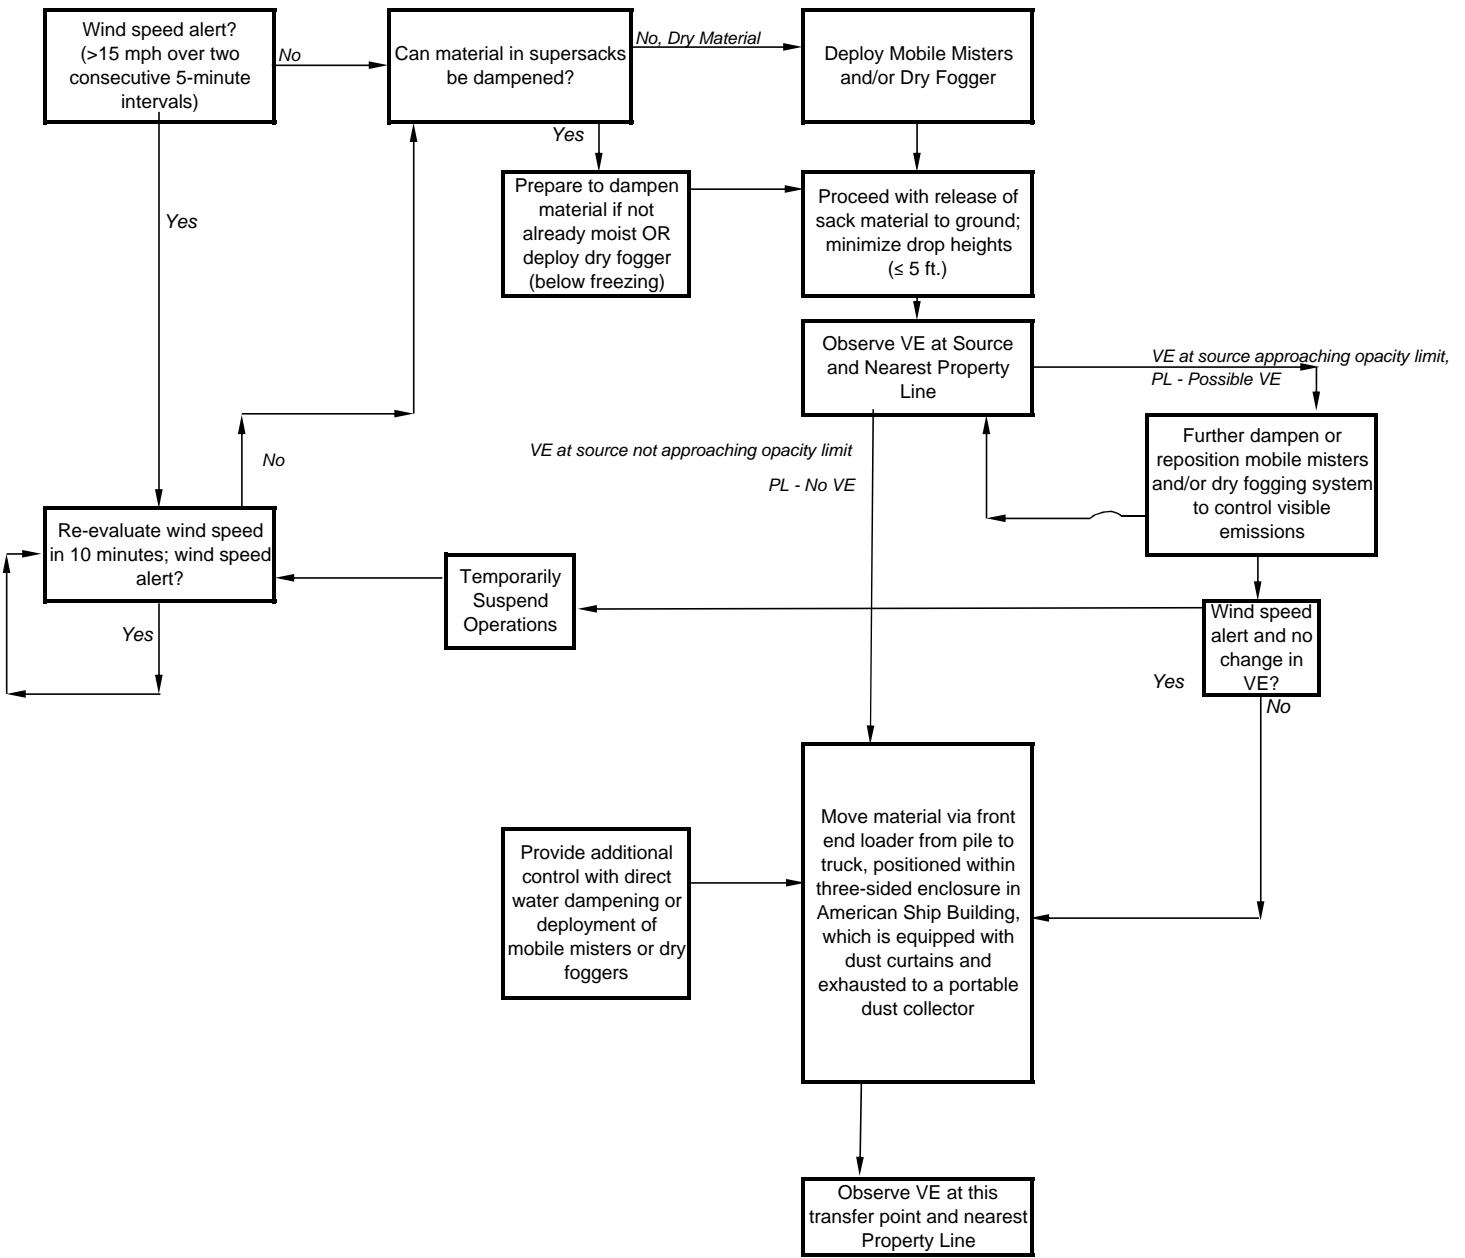 Wind speed alert?
(>15 mph over two
consecutive 5-minute
intervals)
No
Can material in supersacks
be dampened?
No, Dry Material
Deploy Mobile Misters
and/or Dry Fogger
Yes
Yes
Prepare to dampen
material if not
already moist OR
deploy dry fogger
(below freezing)
Proceed with release of
sack material to ground;
minimize drop heights
(≤ 5 ft.)
Observe VE at Source
and Nearest Property
Line
VE at source approaching opacity limit,
PL - Possible VE
VE at source not approaching opacity limit
PL - No VE
Further dampen or
reposition mobile misters
and/or dry fogging system
to control visible
emissions
No
Re-evaluate wind speed
in 10 minutes; wind speed
alert?
Yes
Temporarily
Suspend
Operations
Wind speed
alert and no
change in
VE?
Yes
No
Provide additional
control with direct
water dampening or
deployment of
mobile misters or dry
foggers
Move material via front
end loader from pile to
truck, positioned within
three-sided enclosure in
American Ship Building,
which is equipped with
dust curtains and
exhausted to a portable
dust collector
Observe VE at this
transfer point and nearest
Property Line